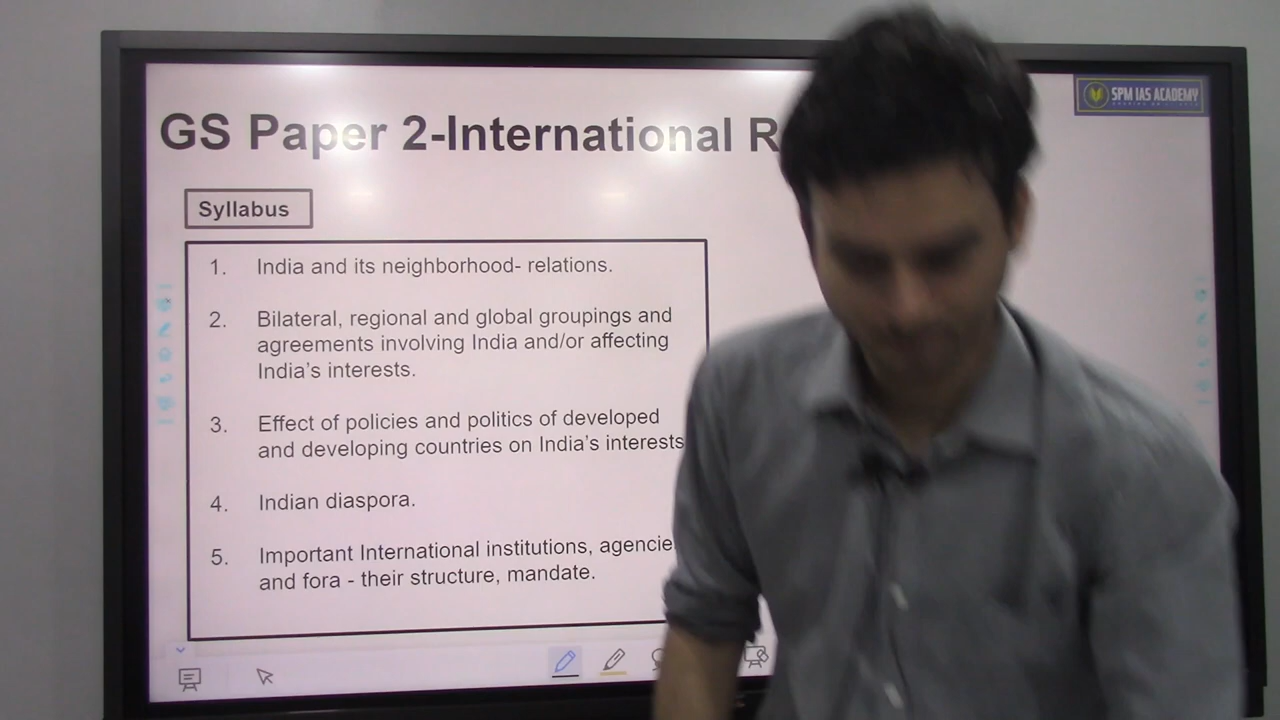 SPM IAS ACADEMY
GS Paper 2-International R
Syllabus
1. India and its neighborhood- relations.
2. Bilateral, regional and global groupings and
agreements involving India and/or affecting
India's interests.
3. Effect of policies and politics of developed
and developing countries on India's interests
4. Indian diaspora.
5. Important International institutions, agencie
and fora - their structure, mandate.